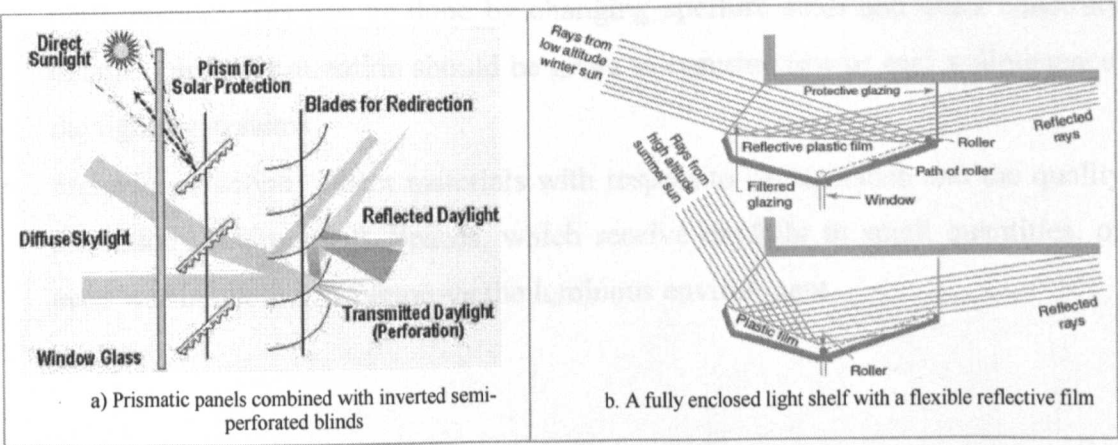 Direct
Sunlight
Prism for
Solar Protection
Blades for Redirection
Diffuse Skylight
Reflected Daylight
Transmitted Daylight
(Perforation)
Window Glass
a) Prismatic panels combined with inverted semi-
perforated blinds
Rays from
low altitude
winter sun
Protective glazing
Reflected
rays
Reflective plastic film
Roller
Path of roller
Filtered
glazing
Window
Rays from
high altitude
summer sun
Reflected
rays
Plastic film
Roller
b. A fully enclosed light shelf with a flexible reflective film